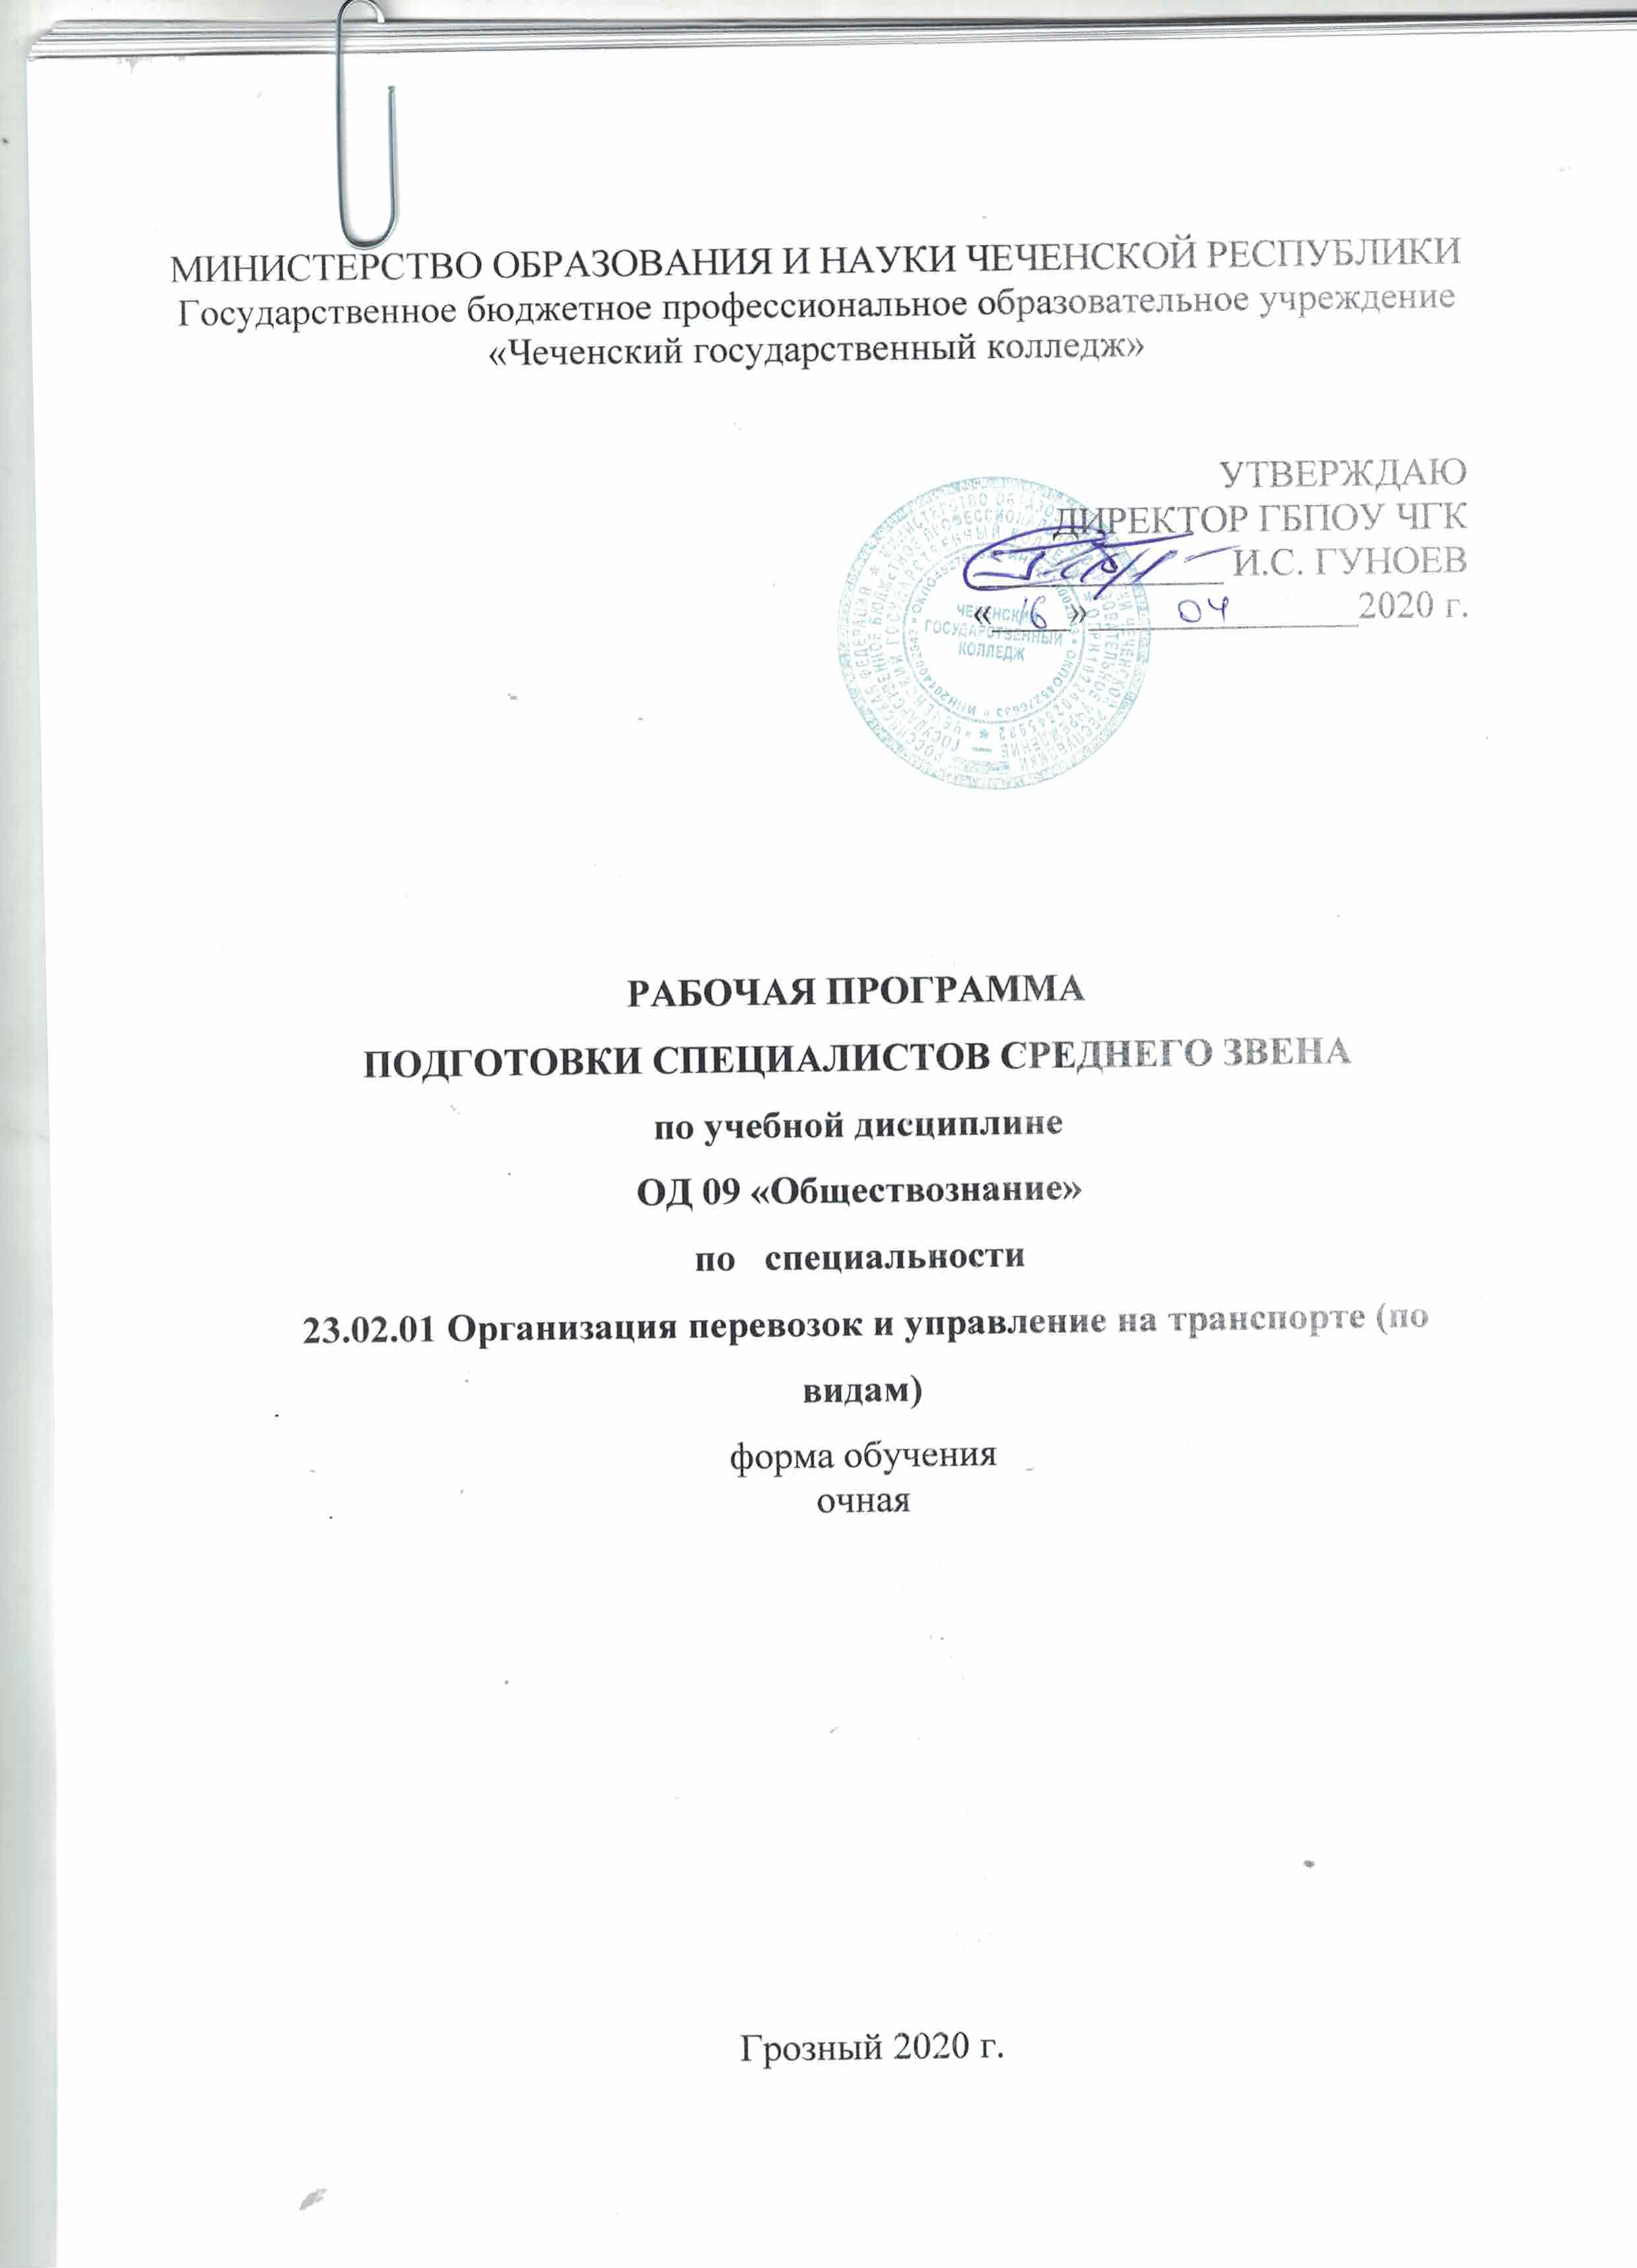 МИНИСТЕРСТВО ОБРАЗОВАНИЯ И НАУКИ ЧЕЧЕНСКОЙ РЕСПУБЛИКИ
Государственное бюджетное профессиональное образовательное учреждение
«Чеченский государственный колледж»
УТВЕРЖДАЮ
ДИРЕКТОР ГБПОУ ЧГК
И.С. ГУНОЕВ
«16» 04 2020 г.
ЧЕЧЕНСКИЙ
ГОСУДАРСТВЕННЫЙ
КОЛЛЕДЖ
РАБОЧАЯ ПРОГРАММА
ПОДГОТОВКИ СПЕЦИАЛИСТОВ СРЕДНЕГО ЗВЕНА
по учебной дисциплине
ОД 09 «Обществознание»
по специальности
23.02.01 Организация перевозок и управление на транспорте (по
видам)
форма обучения
очная
Грозный 2020 г.